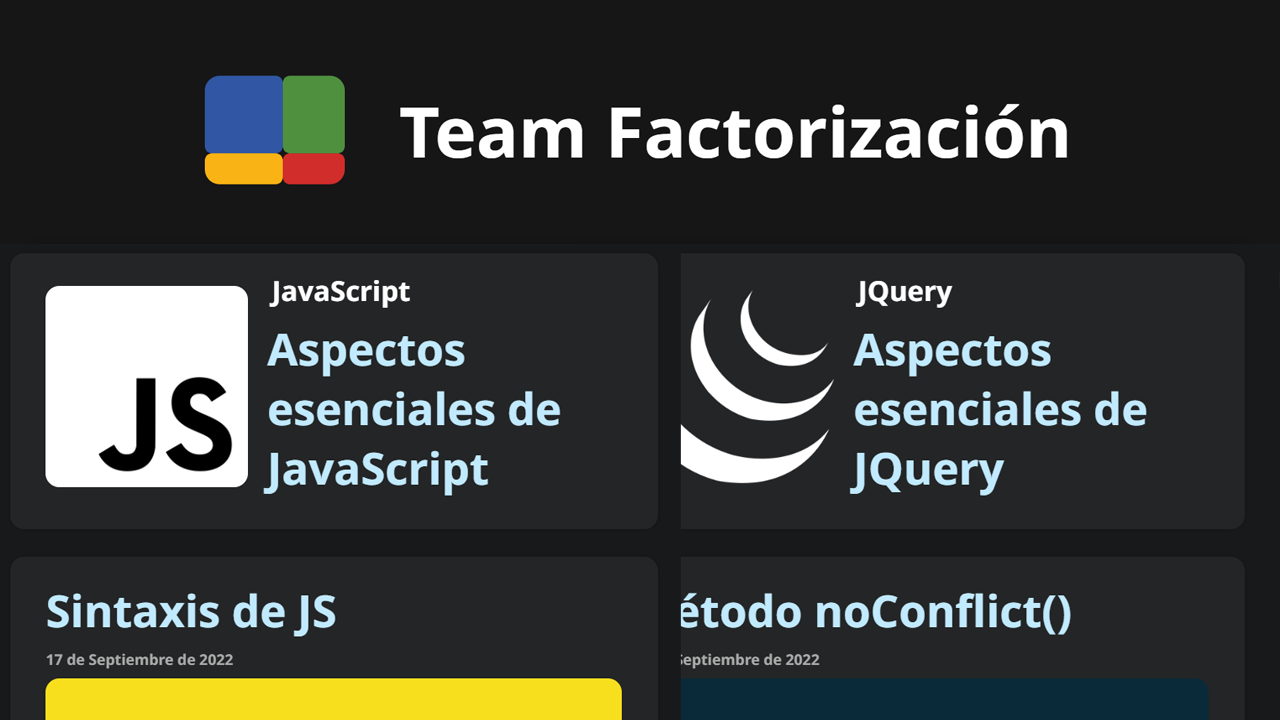 Team Factorización
JavaScript
Aspectos
esenciales de
JavaScript
JS
JQuery
Aspectos
esenciales de
JQuery
Sintaxis de JS
17 de Septiembre de 2022
étodo noConflict()
Septiembre de 2022